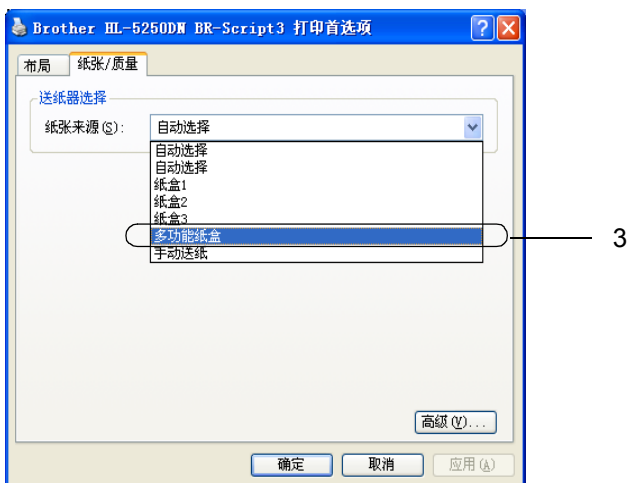 Brother HL-5250DN BR-Script3 打印首选项
布局 纸张/质量
送纸器选择
纸张来源(S): 自动选择
自动选择
自动选择
纸盒1
纸盒2
纸盒3
多功能纸盒
3
手动送纸
高级(V)...
确定 取消 应用(A)